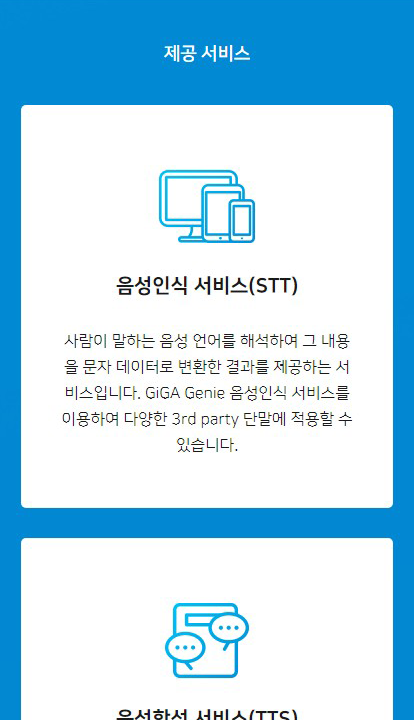 제공 서비스
음성인식 서비스(STT)
사람이 말하는 음성 언어를 해석하여 그 내용
을 문자 데이터로 변환한 결과를 제공하는 서
비스입니다. GiGA Genie 음성인식 서비스를
이용하여 다양한 3rd party 단말에 적용할 수
있습니다.
음성합성 서비스(TTS)